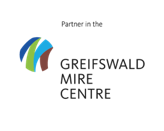 Partner in the
GREIFSWALD
MIRE
CENTRE